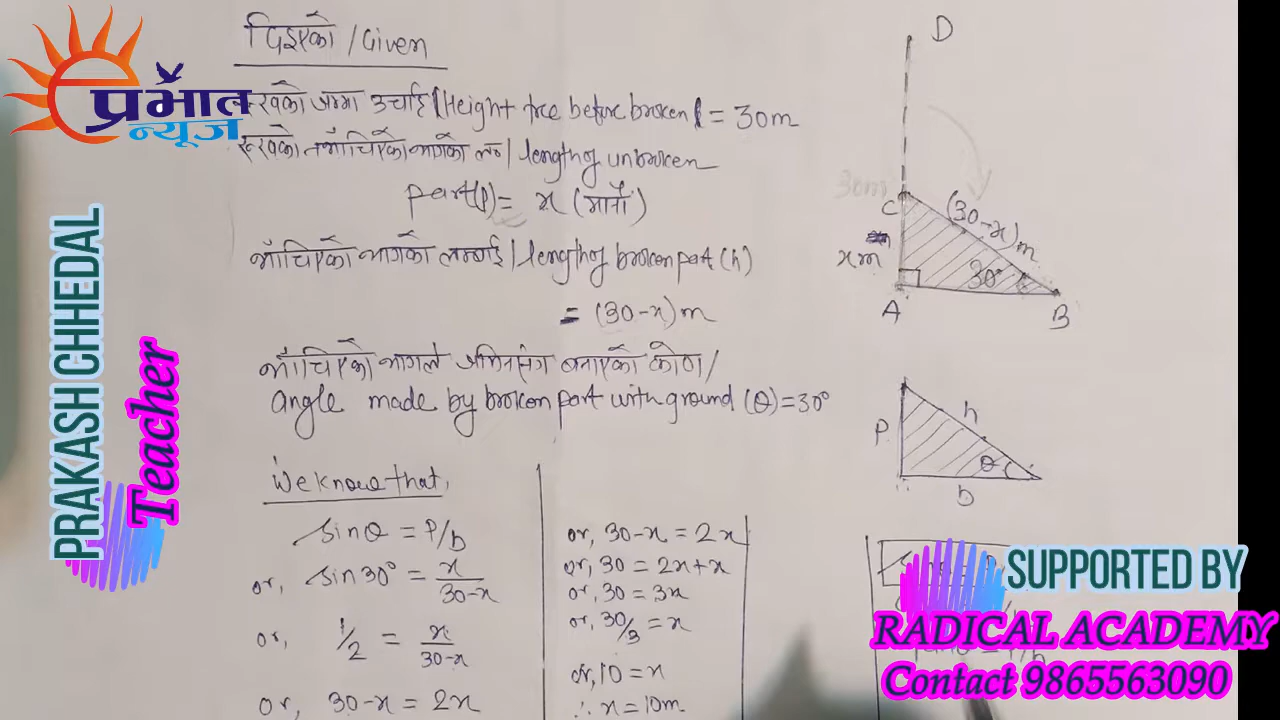 दिइएको / Given
रूखको जम्मा उचाई / Height tree before broken l = 30m
रूखको नभाँचिएको भागको ल० / length of unbroken
part(p) = x (मानौं)
भाँचिएको भागको लम्बाई / length of broken part (h)
= (30-x)m
भाँचिएको भागले जमिनसंग बनाएको कोण /
angle made by broken part with ground (θ) = 30°
We know that,
sinθ = P/b
or, sin30° = x/30-x
or, 1/2 = x/30-x
or, 30-x = 2x
or, 30-x = 2x
or, 30 = 2x+x
or, 30 = 3x
or, 30/3 = x
or, 10 = x
∴ x = 10m
D
30m
C
(30-x)m
xm
30°
A
B
P
h
θ
b
प्रभात
न्यूज
PRAKASH CHHEDAL
Teacher
SUPPORTED BY
RADICAL ACADEMY
Contact 9865563090